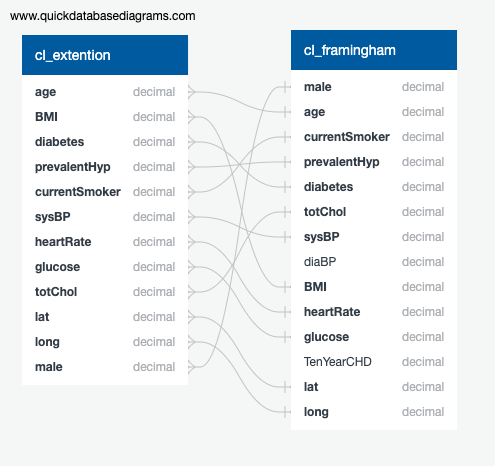 www.quickdatabasediagrams.com
cl_extention
age decimal
BMI decimal
diabetes decimal
prevalentHyp decimal
currentSmoker decimal
sysBP decimal
heartRate decimal
glucose decimal
totChol decimal
lat decimal
long decimal
male decimal
cl_framingham
male decimal
age decimal
currentSmoker decimal
prevalentHyp decimal
diabetes decimal
totChol decimal
sysBP decimal
diaBP decimal
BMI decimal
heartRate decimal
glucose decimal
TenYearCHD decimal
lat decimal
long decimal